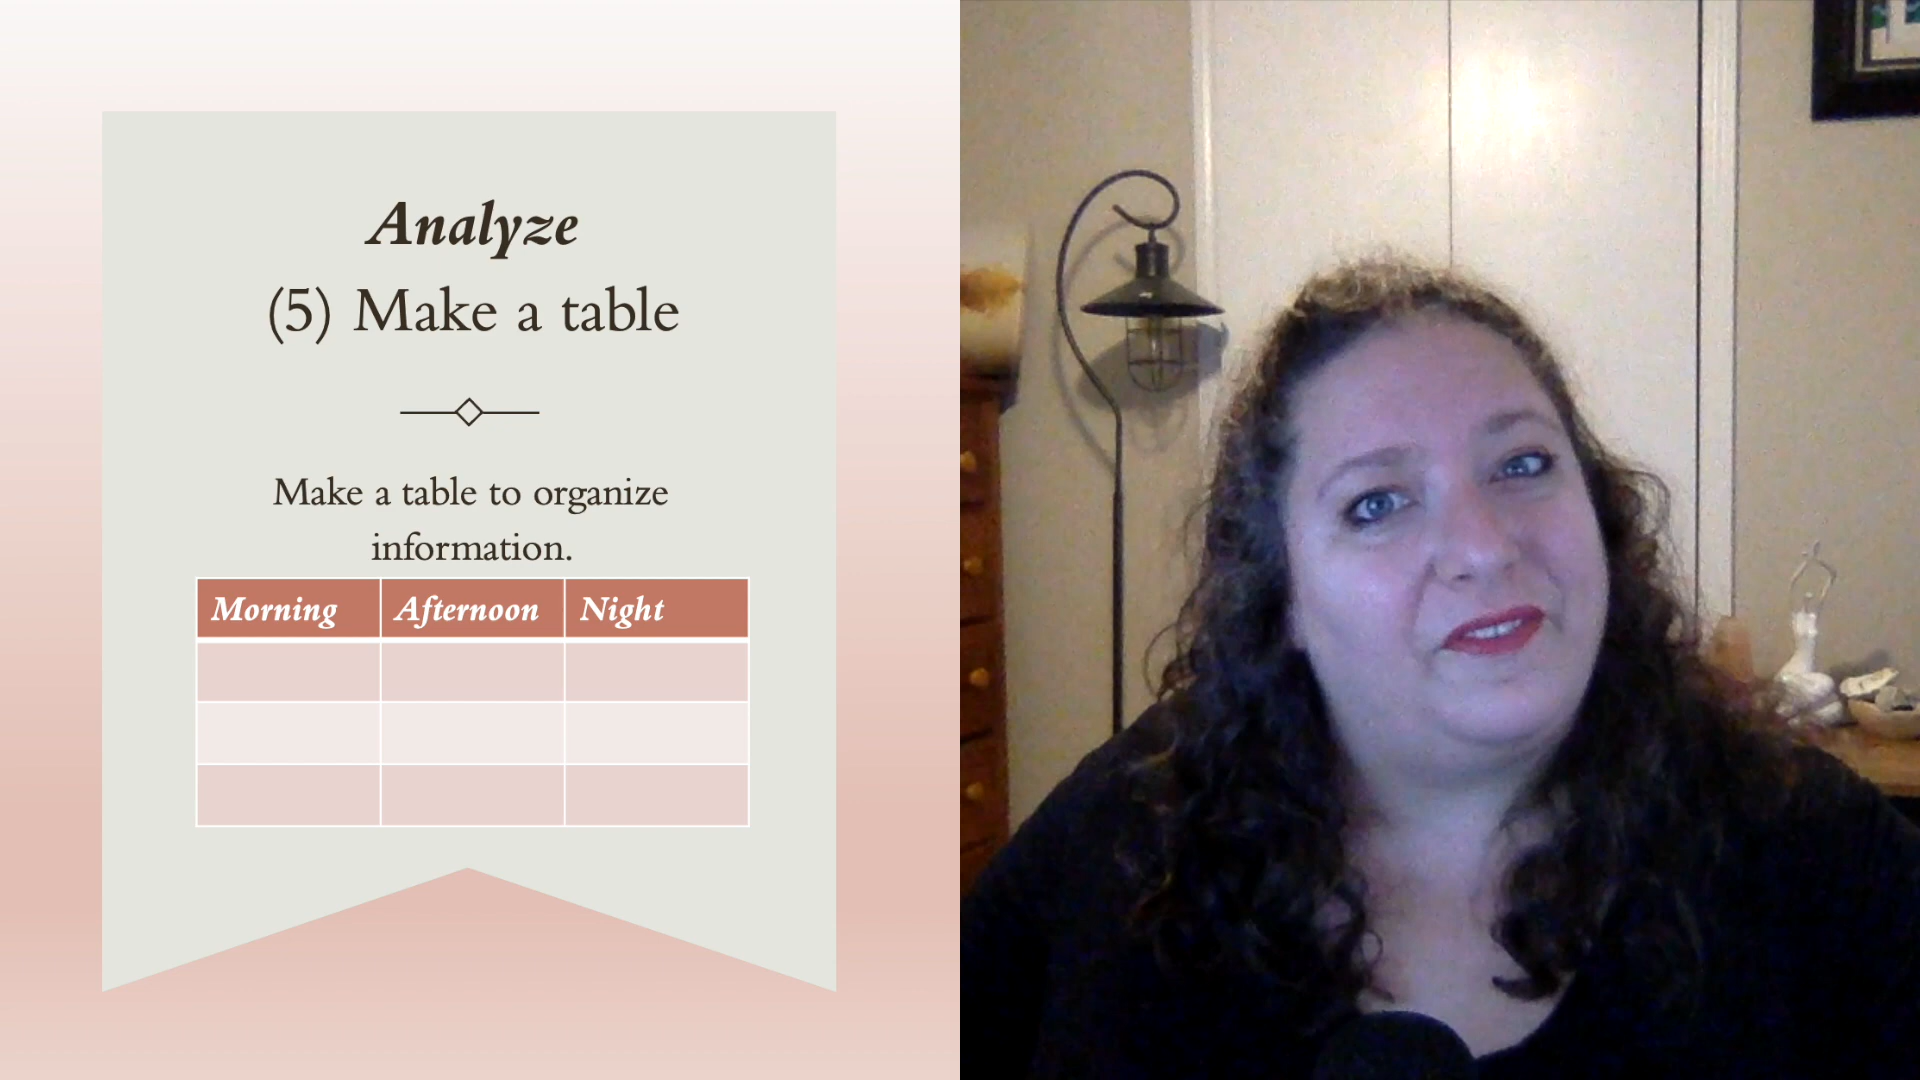 Analyze
(5) Make a table
Make a table to organize
information.
Morning Afternoon Night